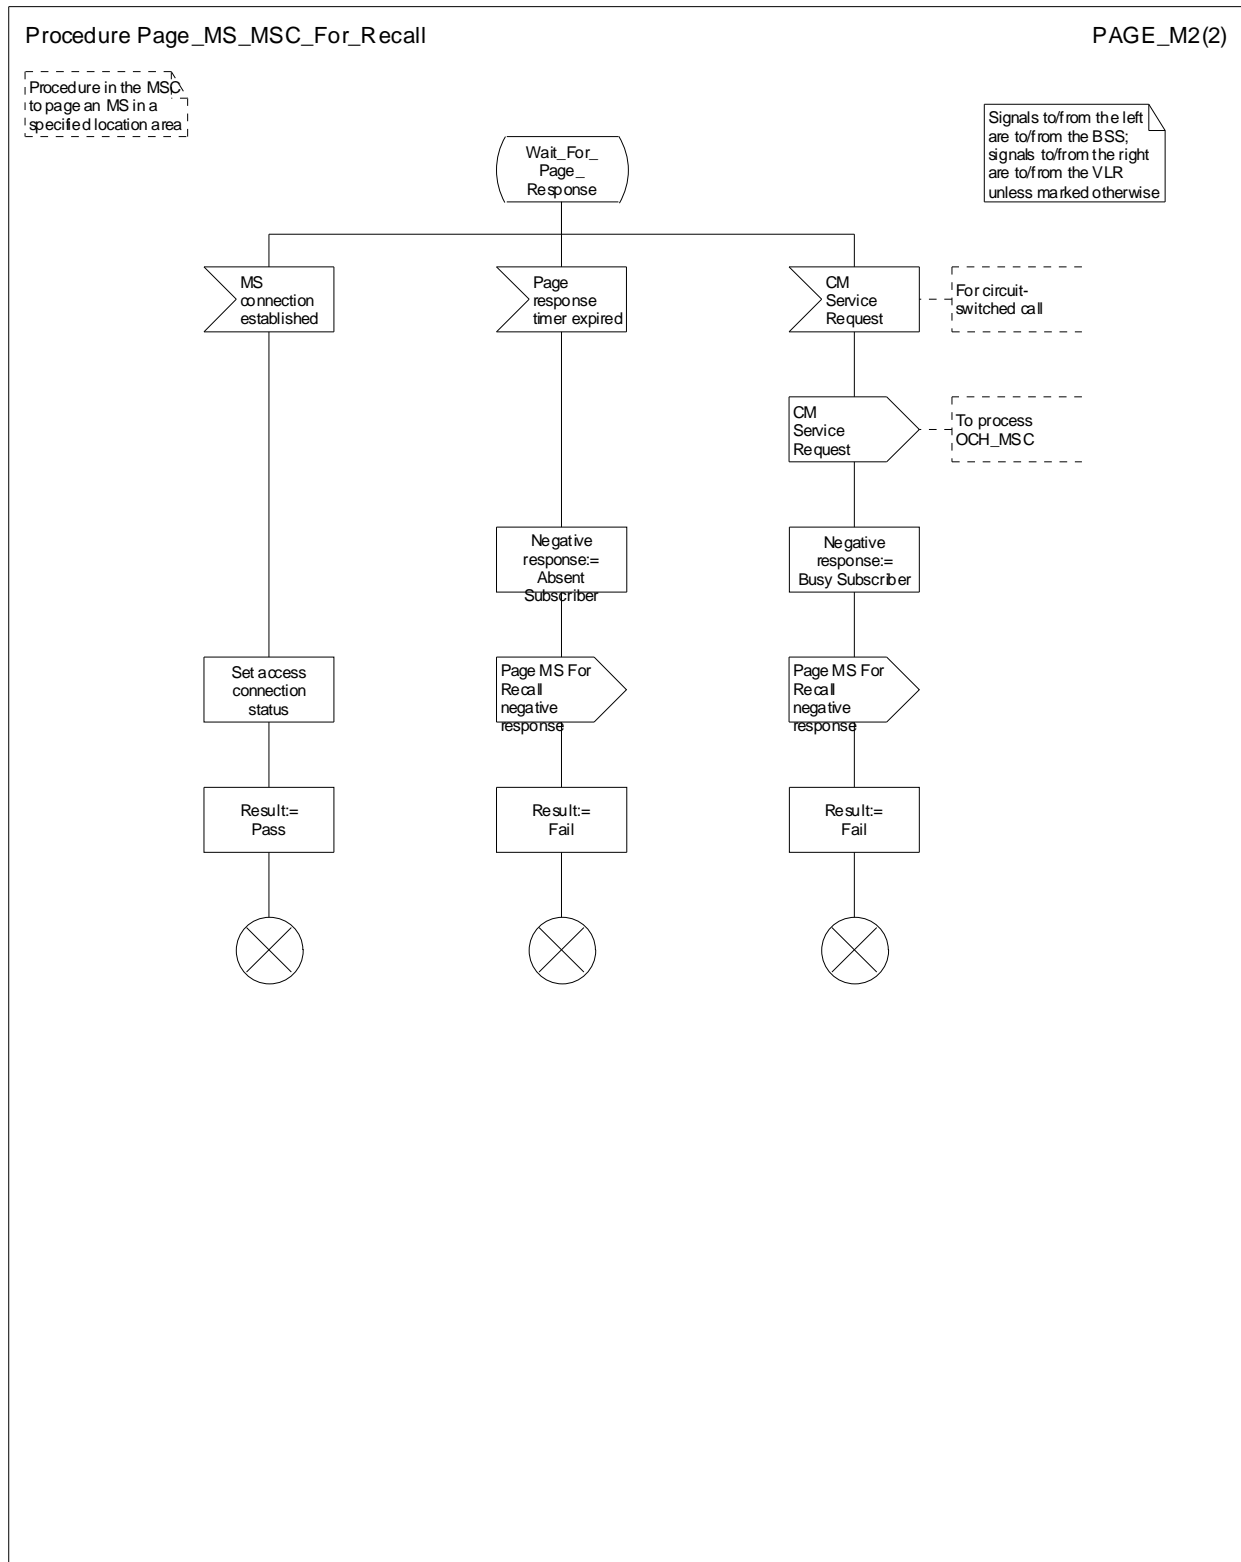 Procedure Page_MS_MSC_For_Recall
PAGE_M2(2)
Procedure in the MSC
to page an MS in a
specified location area
Signals to/from the left
are to/from the BSS;
signals to/from the right
are to/from the VLR
unless marked otherwise
Wait_For_
Page_
Response
MS
connection
established
Page
response
timer expired
CM
Service
Request
For circuit-
switched call
CM
Service
Request
To process
OCH_MSC
Negative
response:=
Absent
Subscriber
Negative
response:=
Busy Subscriber
Set access
connection
status
Page MS For
Recall
negative
response
Page MS For
Recall
negative
response
Result:=
Pass
Result:=
Fail
Result:=
Fail